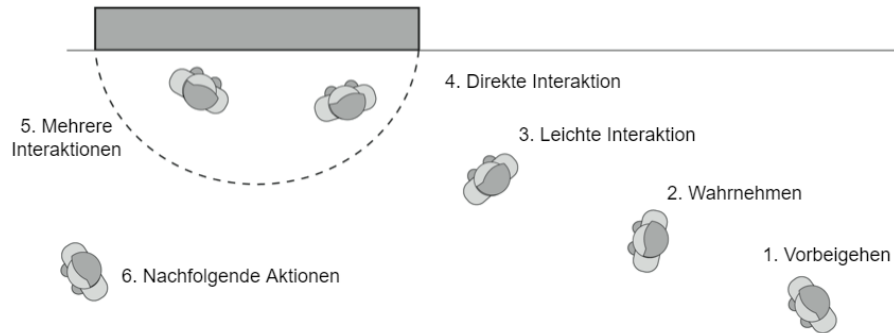 4. Direkte Interaktion
5. Mehrere
Interaktionen
3. Leichte Interaktion
2. Wahrnehmen
1. Vorbeigehen
6. Nachfolgende Aktionen